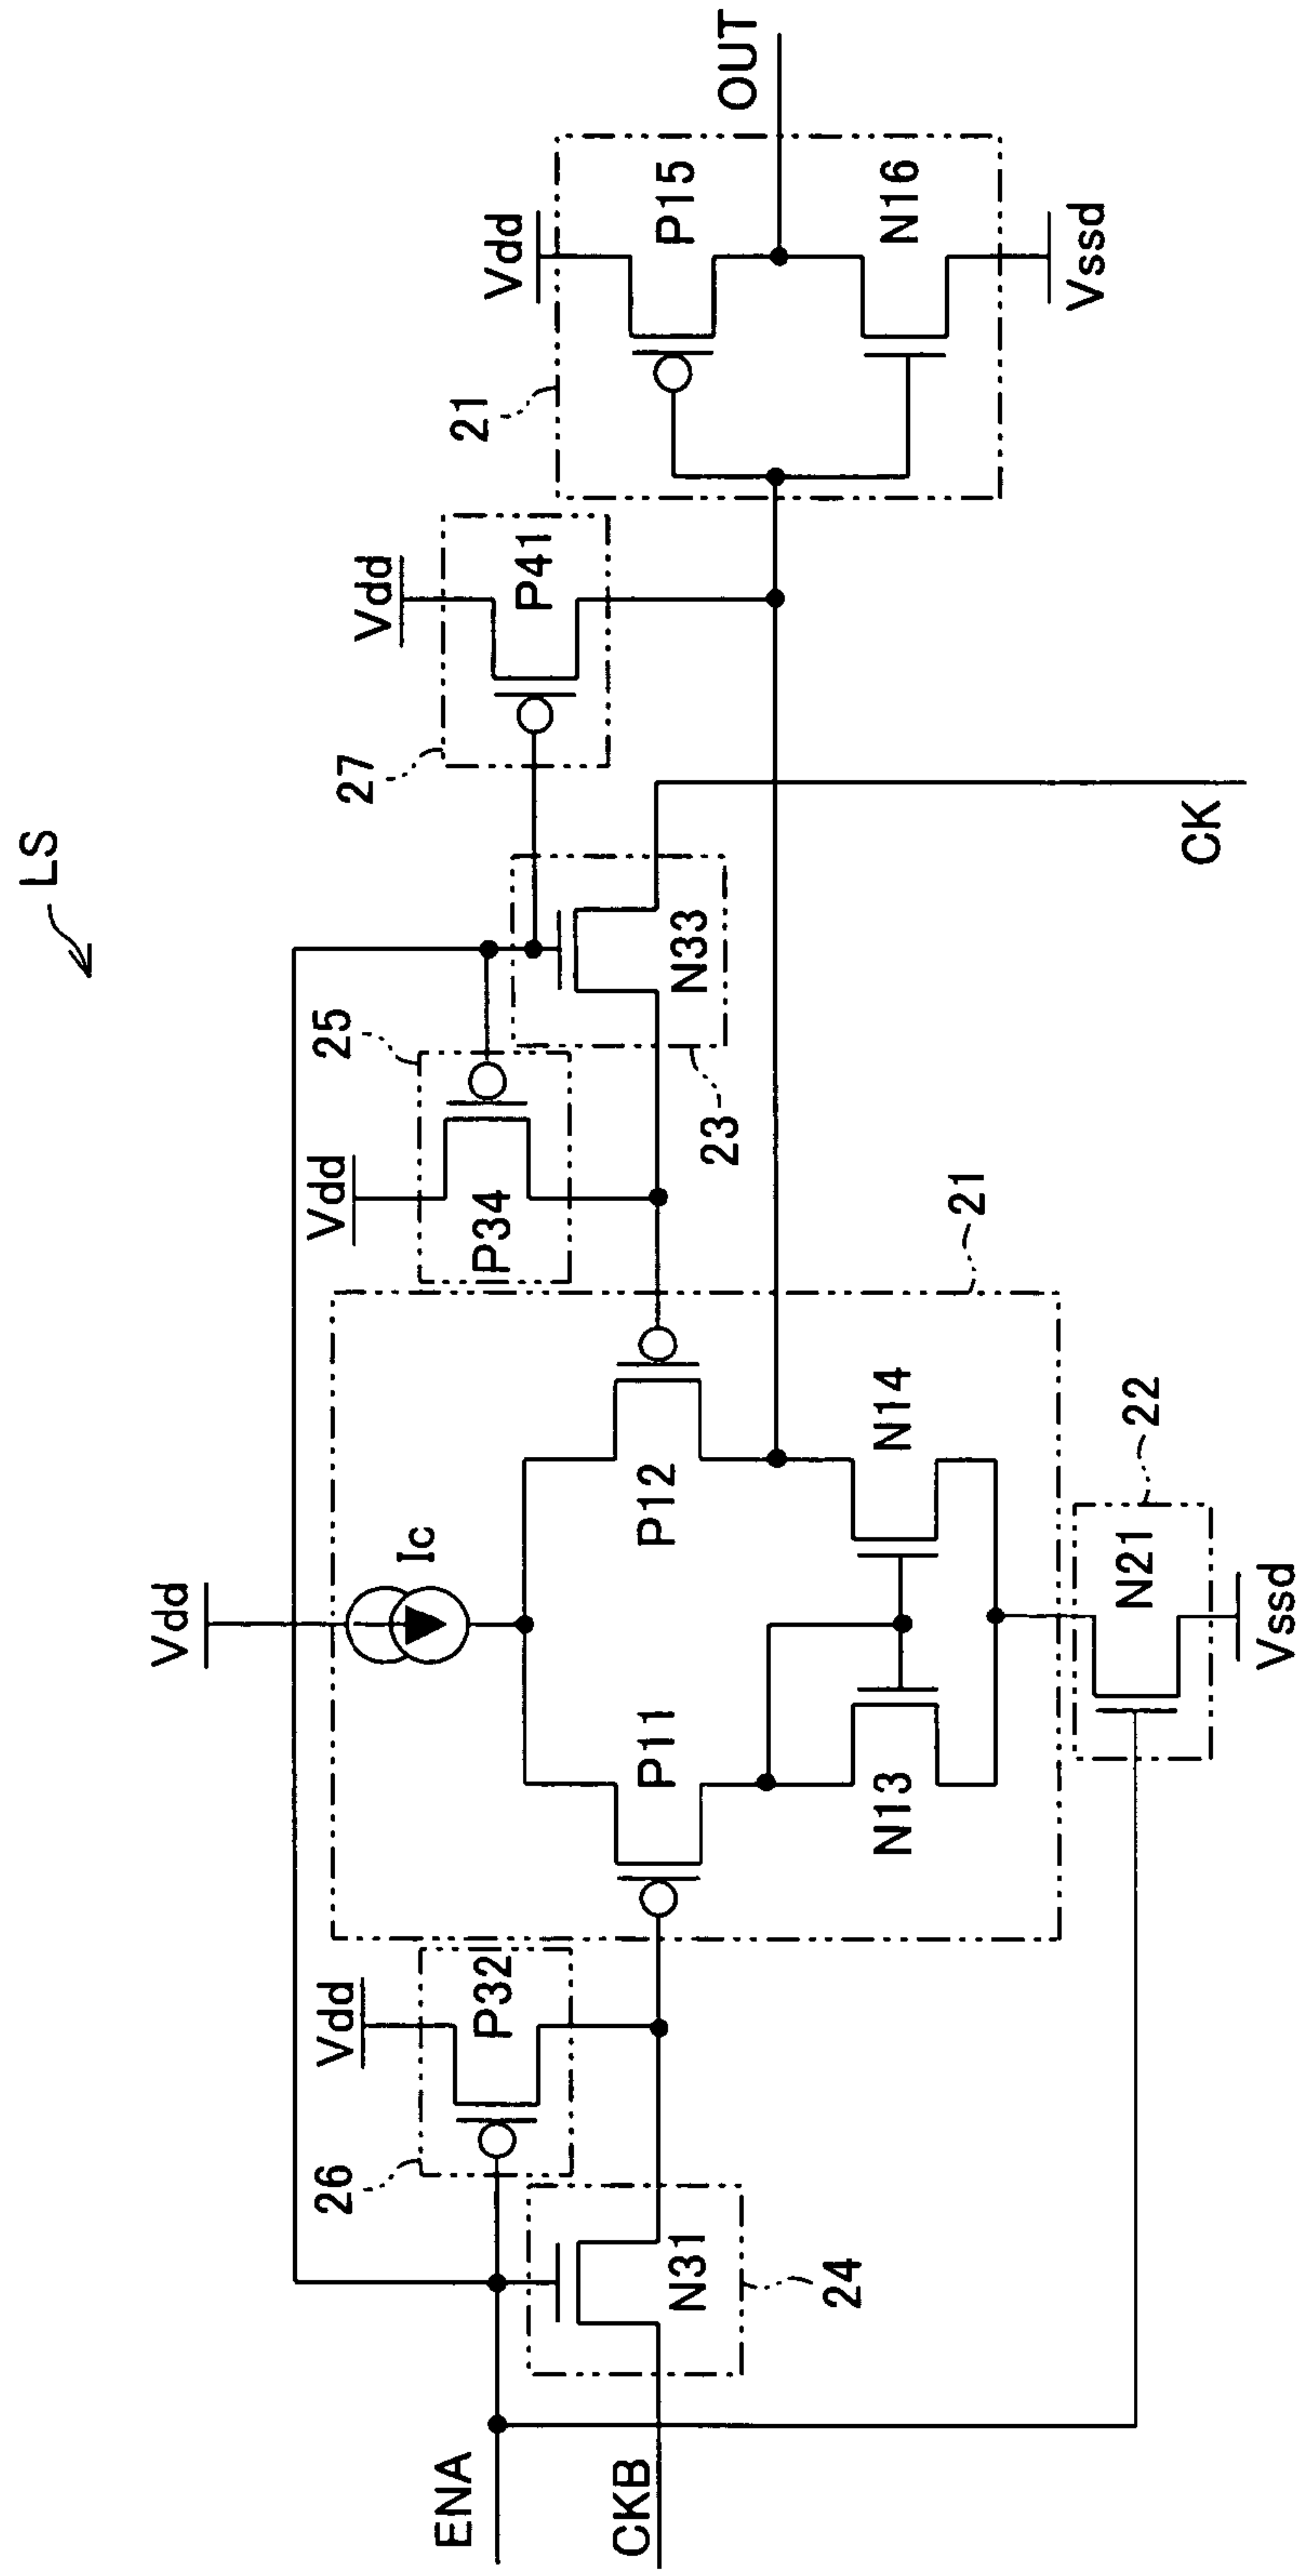 LS
Vdd
Vdd
Vdd
Vdd
Vdd
ENA
CKB
26
P32
N31
24
Ic
P11
P12
N13
N14
21
N21
22
Vssd
25
P34
N33
23
27
P41
CK
21
P15
N16
OUT
Vssd